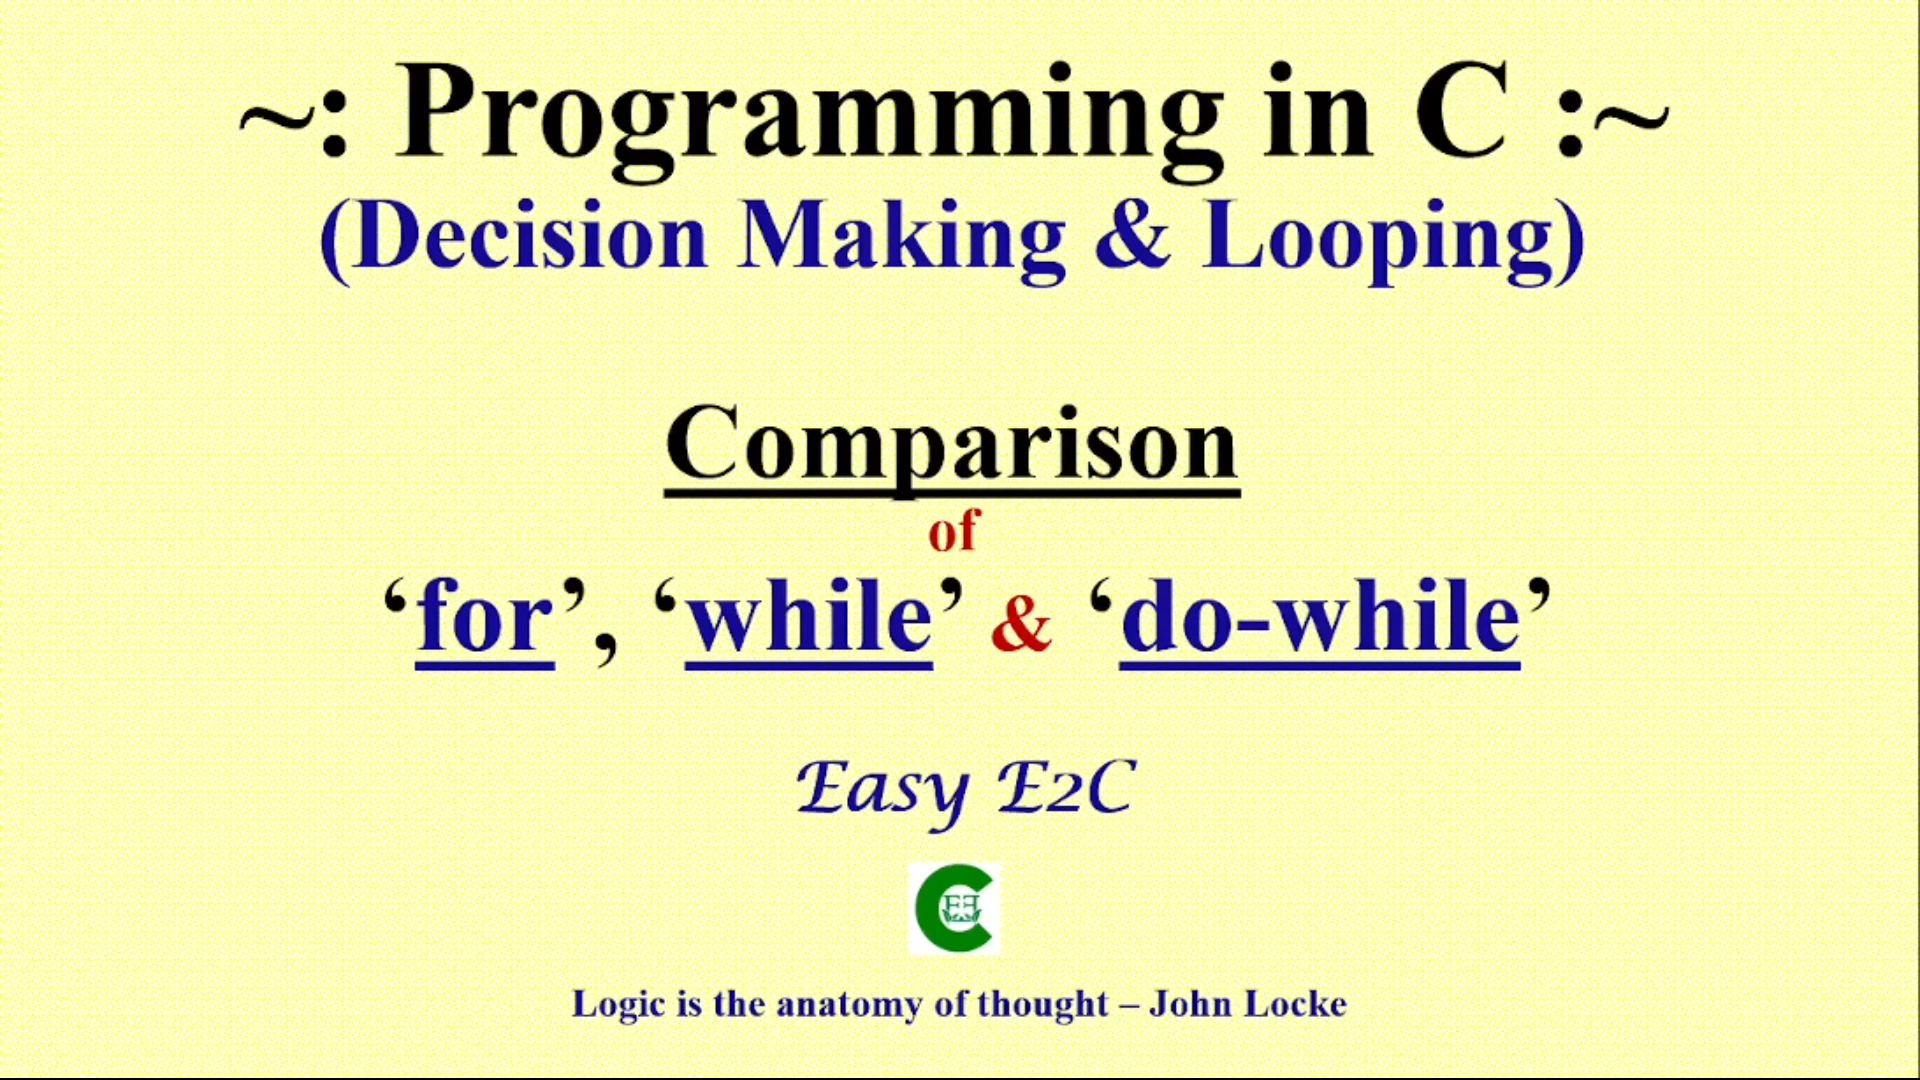 ~: Programming in C :~
(Decision Making & Looping)
Comparison
of
‘for’, ‘while’ & ‘do-while’
Easy E2C
Logic is the anatomy of thought – John Locke